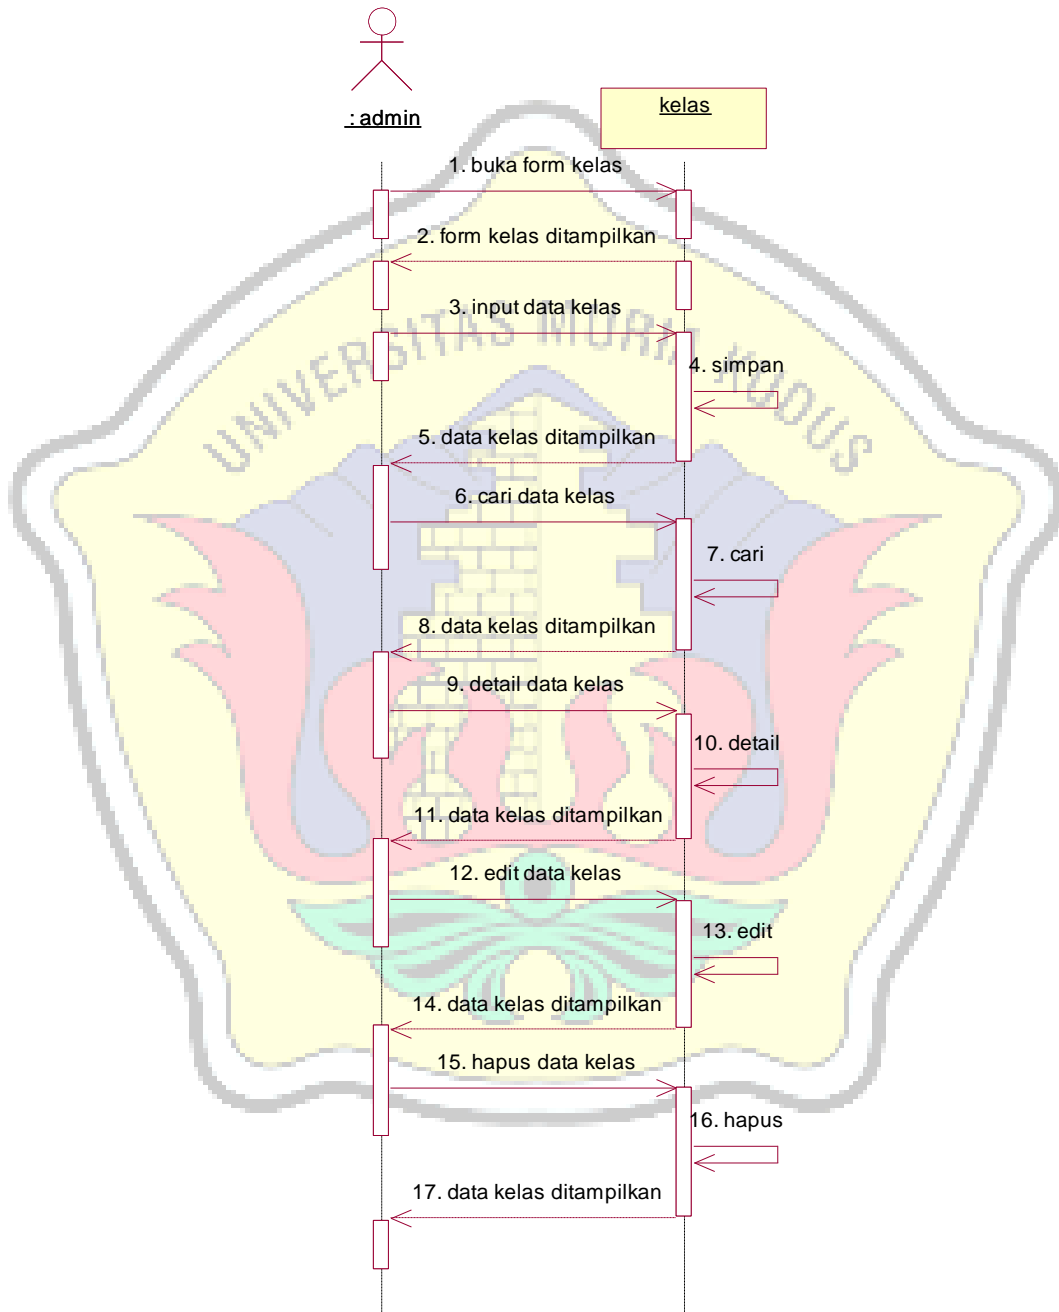 : admin
kelas
1. buka form kelas
2. form kelas ditampilkan
3. input data kelas
UNIVERSITAS MURIA KUDUS
4. simpan
5. data kelas ditampilkan
6. cari data kelas
7. cari
8. data kelas ditampilkan
9. detail data kelas
10. detail
11. data kelas ditampilkan
12. edit data kelas
13. edit
14. data kelas ditampilkan
15. hapus data kelas
16. hapus
17. data kelas ditampilkan